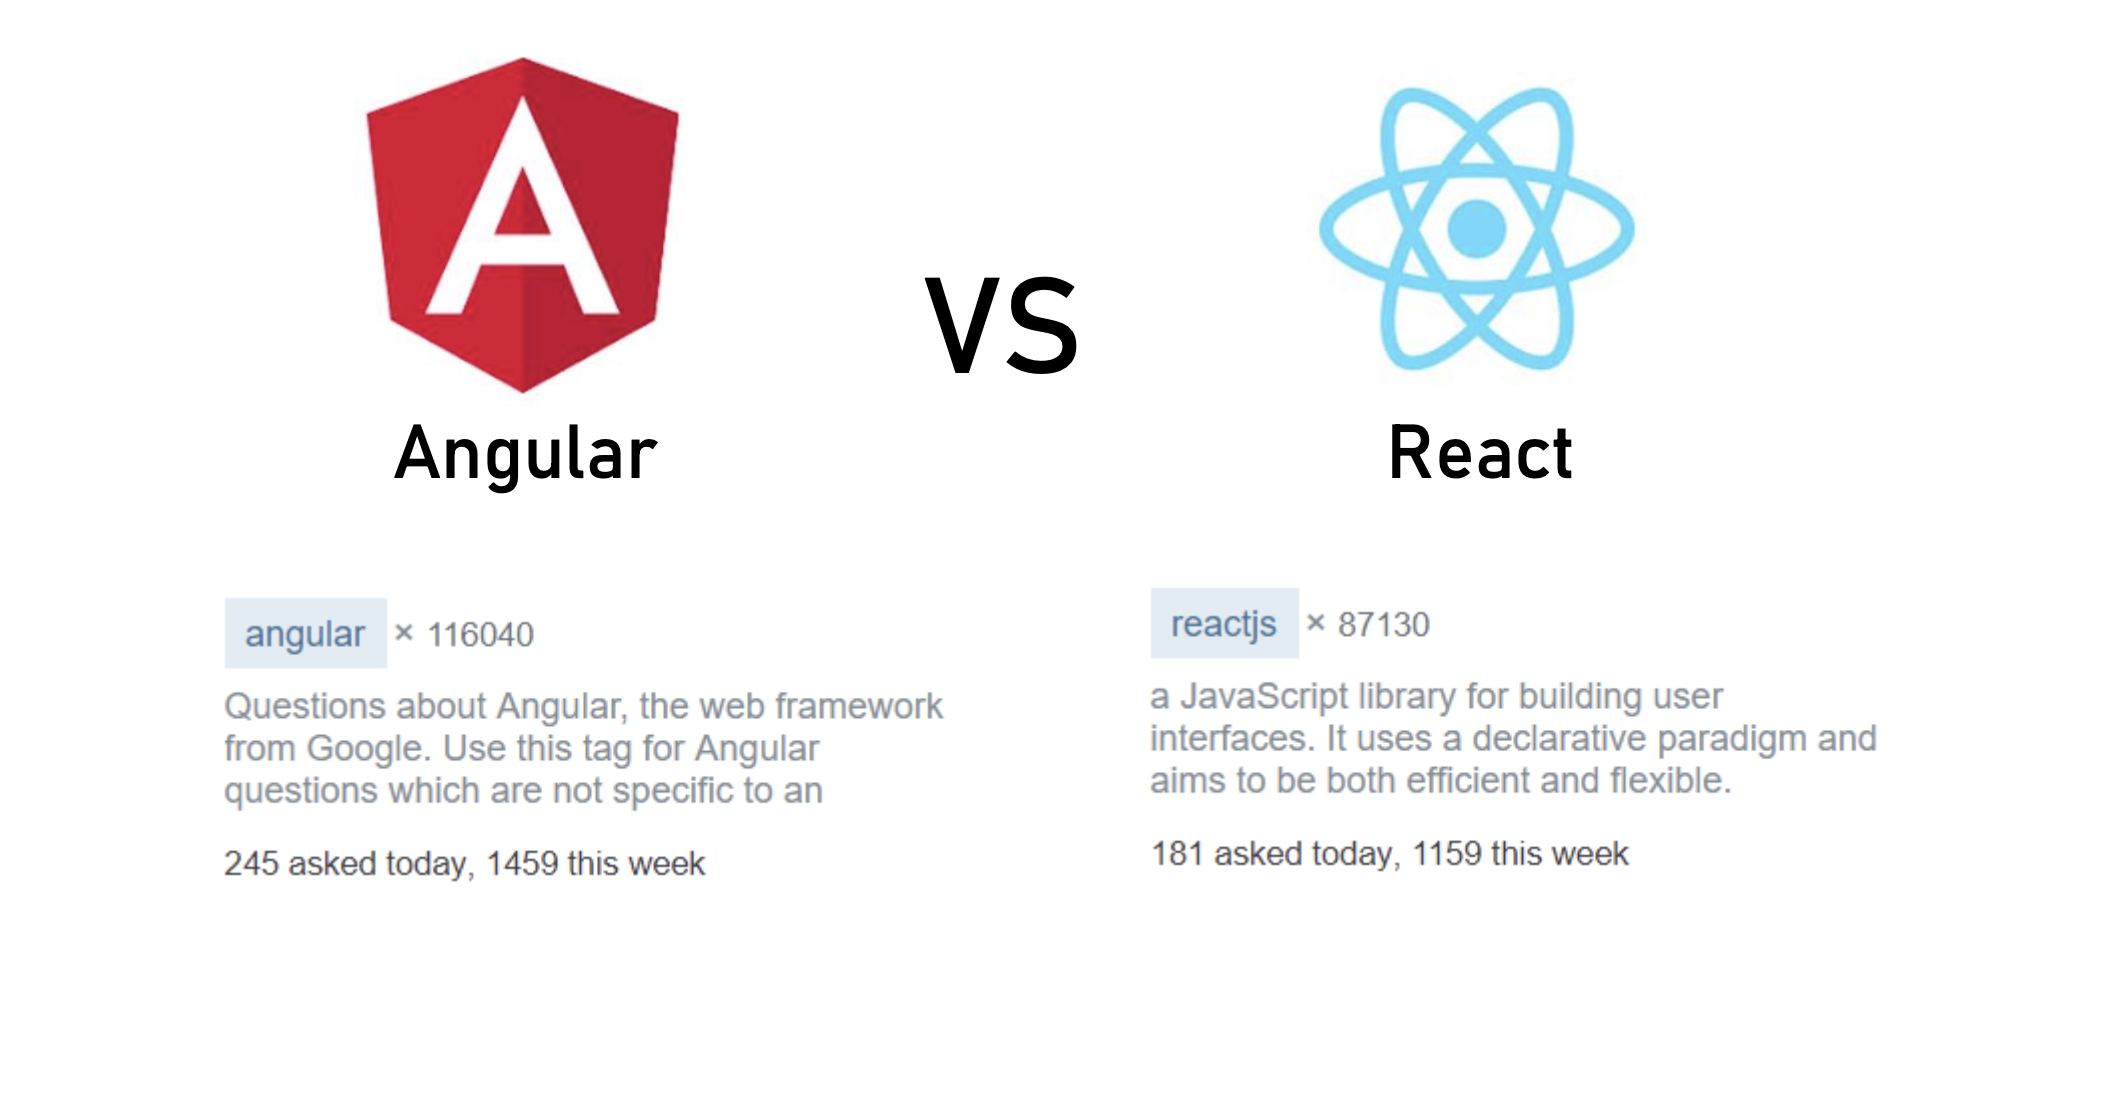 A
VS
Angular
React
angular × 116040
Questions about Angular, the web framework
from Google. Use this tag for Angular
questions which are not specific to an
245 asked today, 1459 this week
reactjs × 87130
a JavaScript library for building user
interfaces. It uses a declarative paradigm and
aims to be both efficient and flexible.
181 asked today, 1159 this week